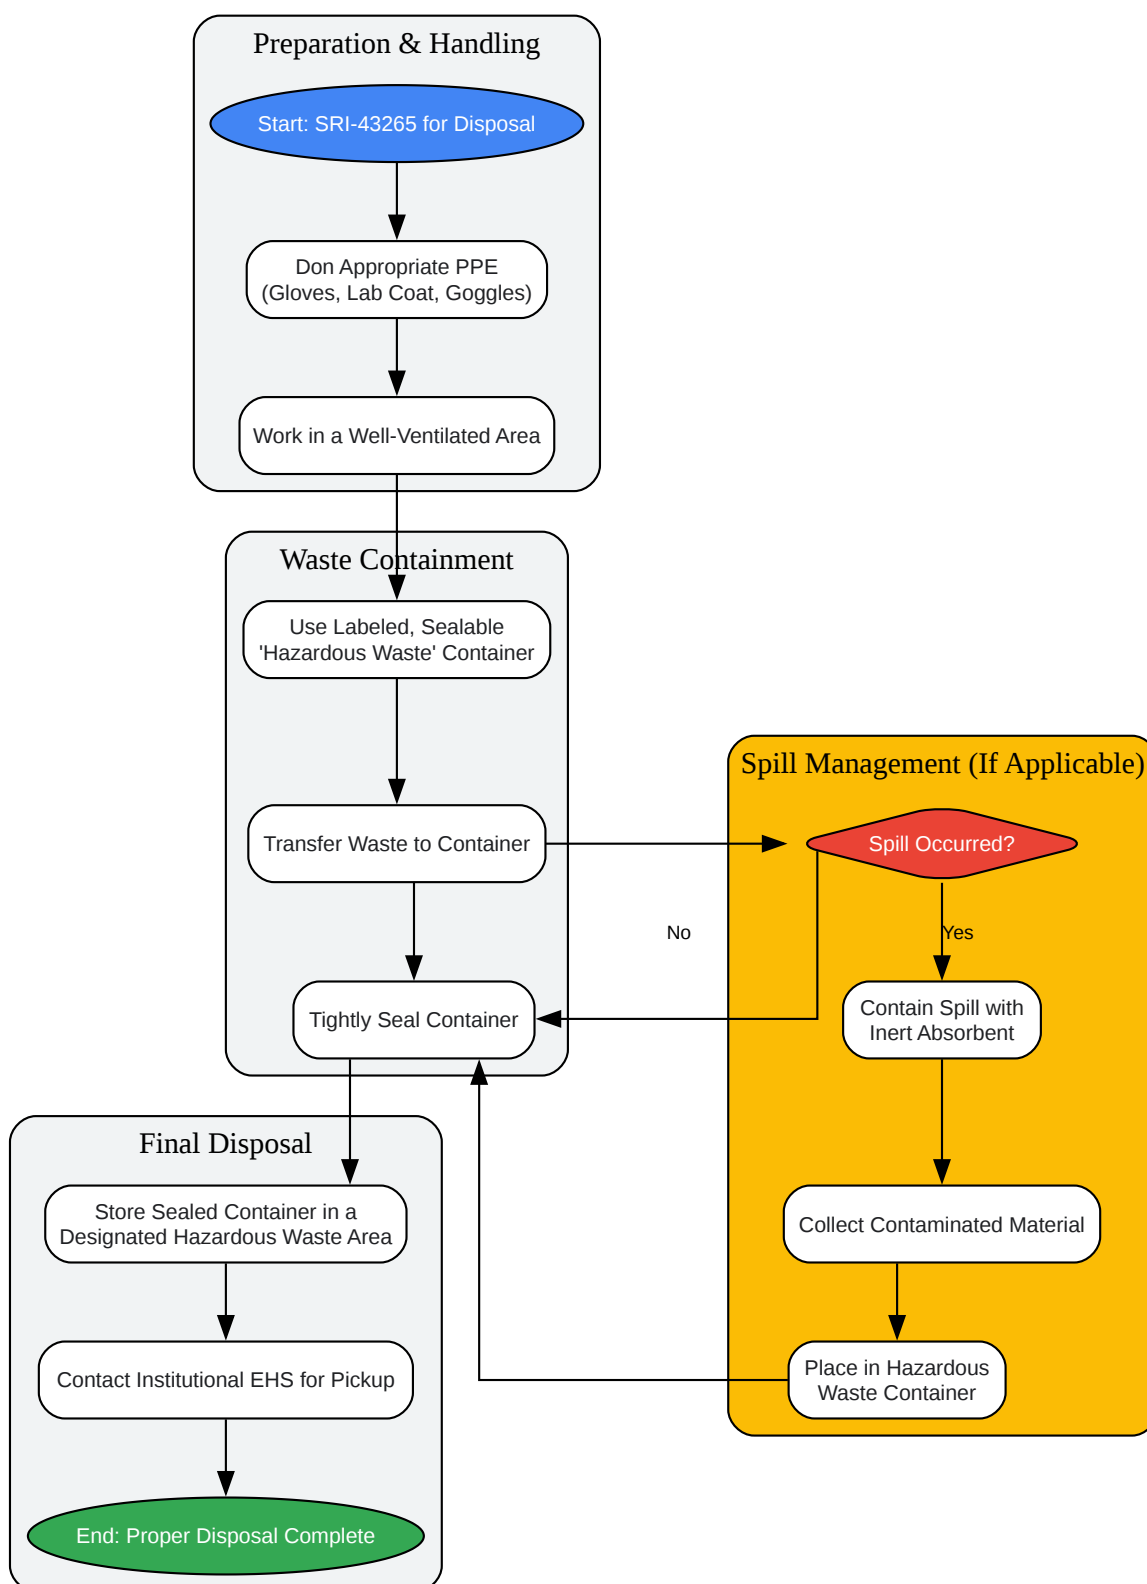 Preparation & Handling
Start: SRI-43265 for Disposal
Don Appropriate PPE
(Gloves, Lab Coat, Goggles)
Work in a Well-Ventilated Area
Waste Containment
Use Labeled, Sealable
'Hazardous Waste' Container
Transfer Waste to Container
Tightly Seal Container
Spill Management (If Applicable)
Spill Occurred?
No
Yes
Contain Spill with
Inert Absorbent
Collect Contaminated Material
Place in Hazardous
Waste Container
Final Disposal
Store Sealed Container in a
Designated Hazardous Waste Area
Contact Institutional EHS for Pickup
End: Proper Disposal Complete